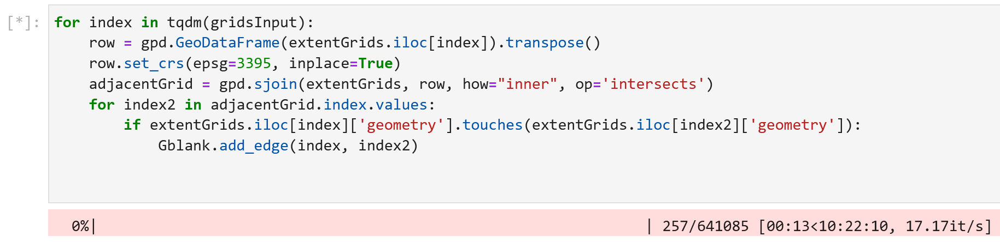 [*]: for index in tqdm(gridsInput):
    row = gpd.GeoDataFrame(extentGrids.iloc[index]).transpose()
    row.set_crs(epsg=3395, inplace=True)
    adjacentGrid = gpd.sjoin(extentGrids, row, how="inner", op='intersects')
    for index2 in adjacentGrid.index.values:
        if extentGrids.iloc[index]['geometry'].touches(extentGrids.iloc[index2]['geometry']):
            Gblank.add_edge(index, index2)
0%| | 257/641085 [00:13<10:22:10, 17.17it/s]